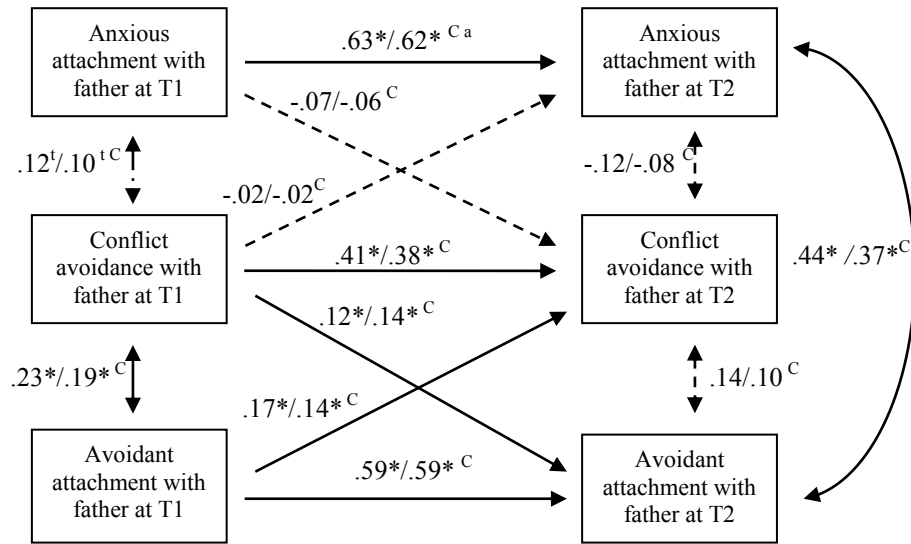 Anxious
attachment with
father at T1
.63*/.62* C a
Anxious
attachment with
father at T2
-.07/-.06 C
.12t/.10 t C
-.02/-.02C
-.12/-.08 C
Conflict
avoidance with
father at T1
.41*/.38* C
Conflict
avoidance with
father at T2
.44* /.37*C
.12*/.14* C
.23*/.19* C
.17*/.14* C
.14/.10 C
Avoidant
attachment with
father at T1
.59*/.59* C
Avoidant
attachment with
father at T2